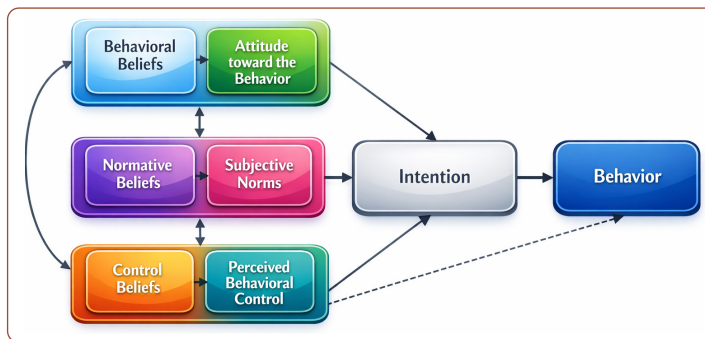 Behavioral
Beliefs
Attitude
toward the
Behavior
Normative
Beliefs
Subjective
Norms
Intention
Behavior
Control
Beliefs
Perceived
Behavioral
Control